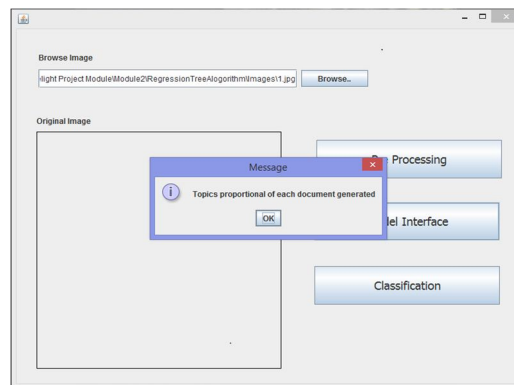 Browse Image
light Project Module\Module2\RegressionTreeAlogorithm\Images\1.jpg
Browse..
Original Image
Message
Processing
Topics proportional of each document generated
OK
Interface
Classification